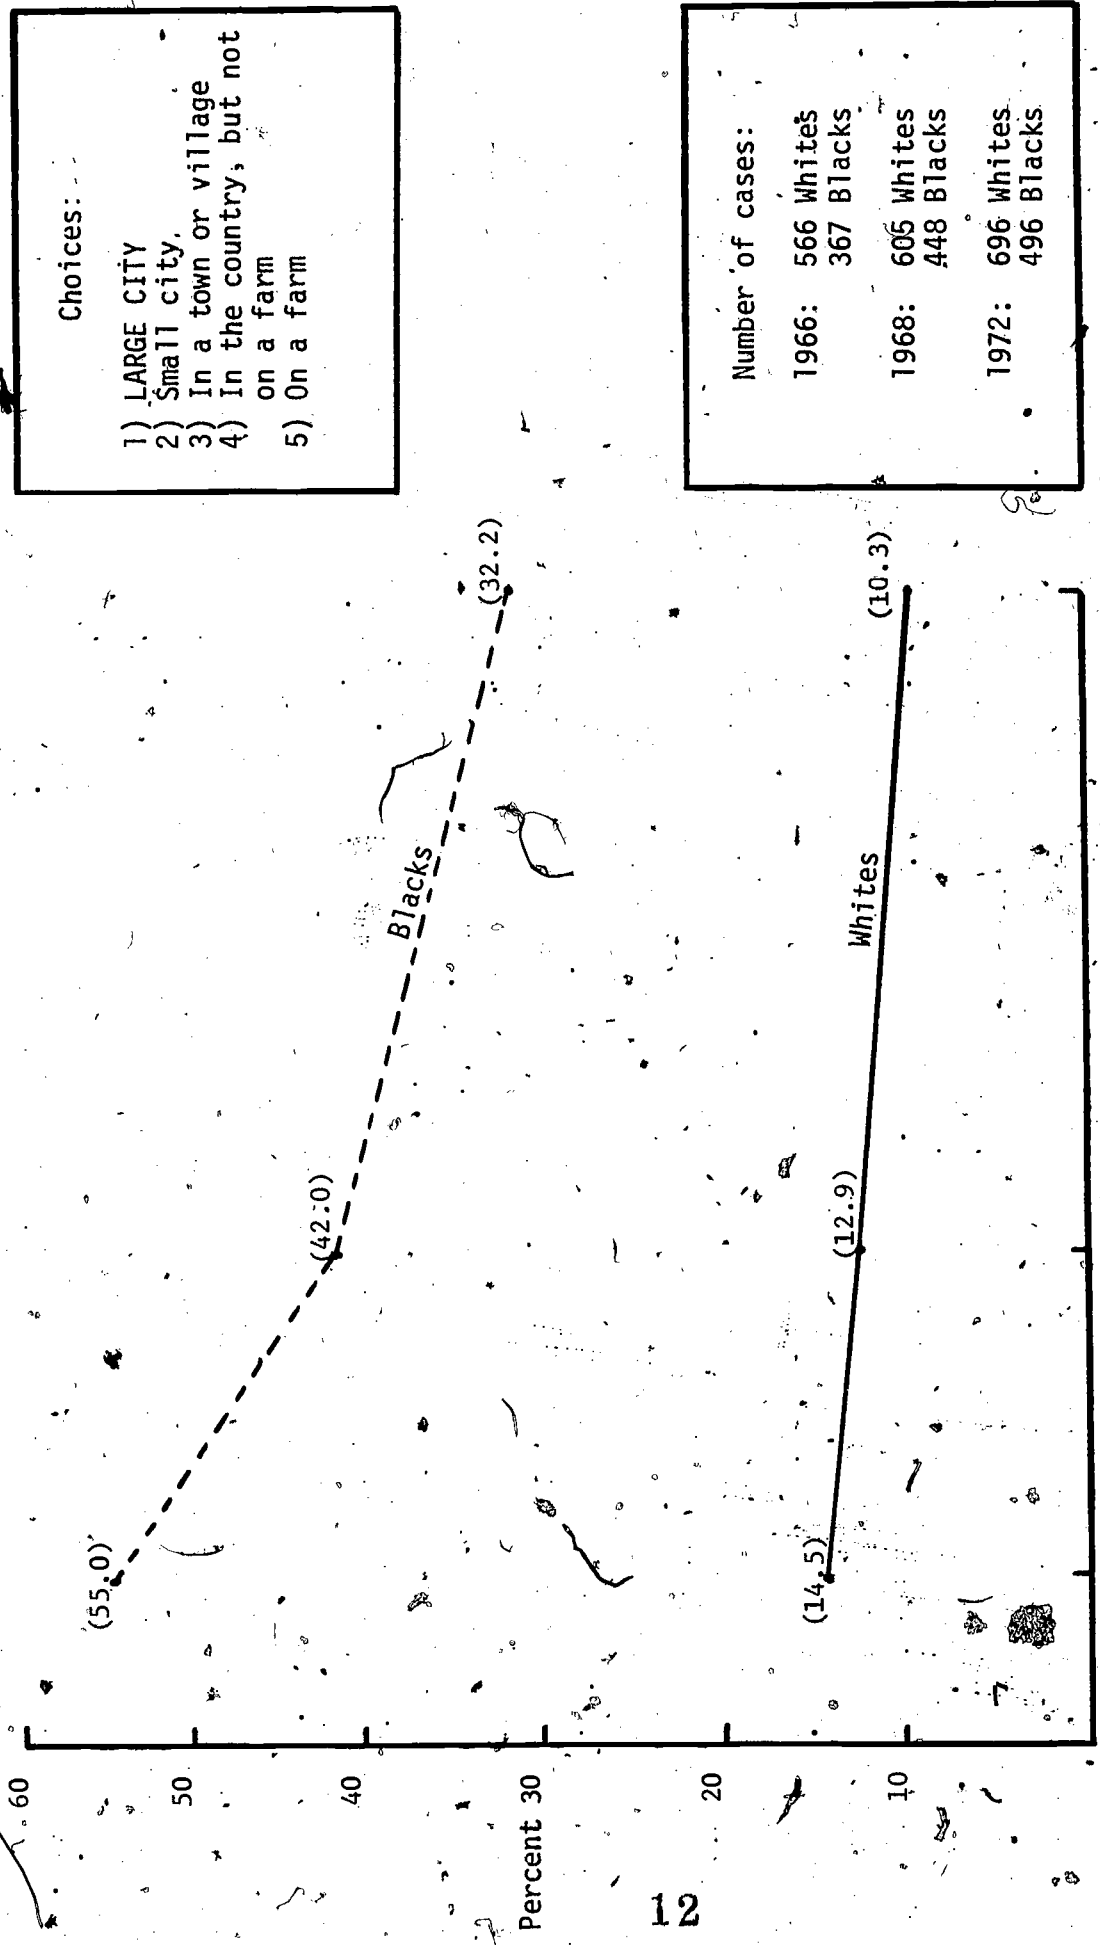 Choices:
1) LARGE CITY
2) Small city,
3) In a town or village
4) In the country, but not
on a farm
5) On a farm
Number of cases:
1966: 566 Whites
367 Blacks
1968: 605 Whites
448 Blacks
1972: 696 Whites
496 Blacks
60
50
40
Percent 30
20
10
(55.0)
(42.0)
Blacks
(32.2)
(14.5)
(12.9)
Whites
(10.3)
12